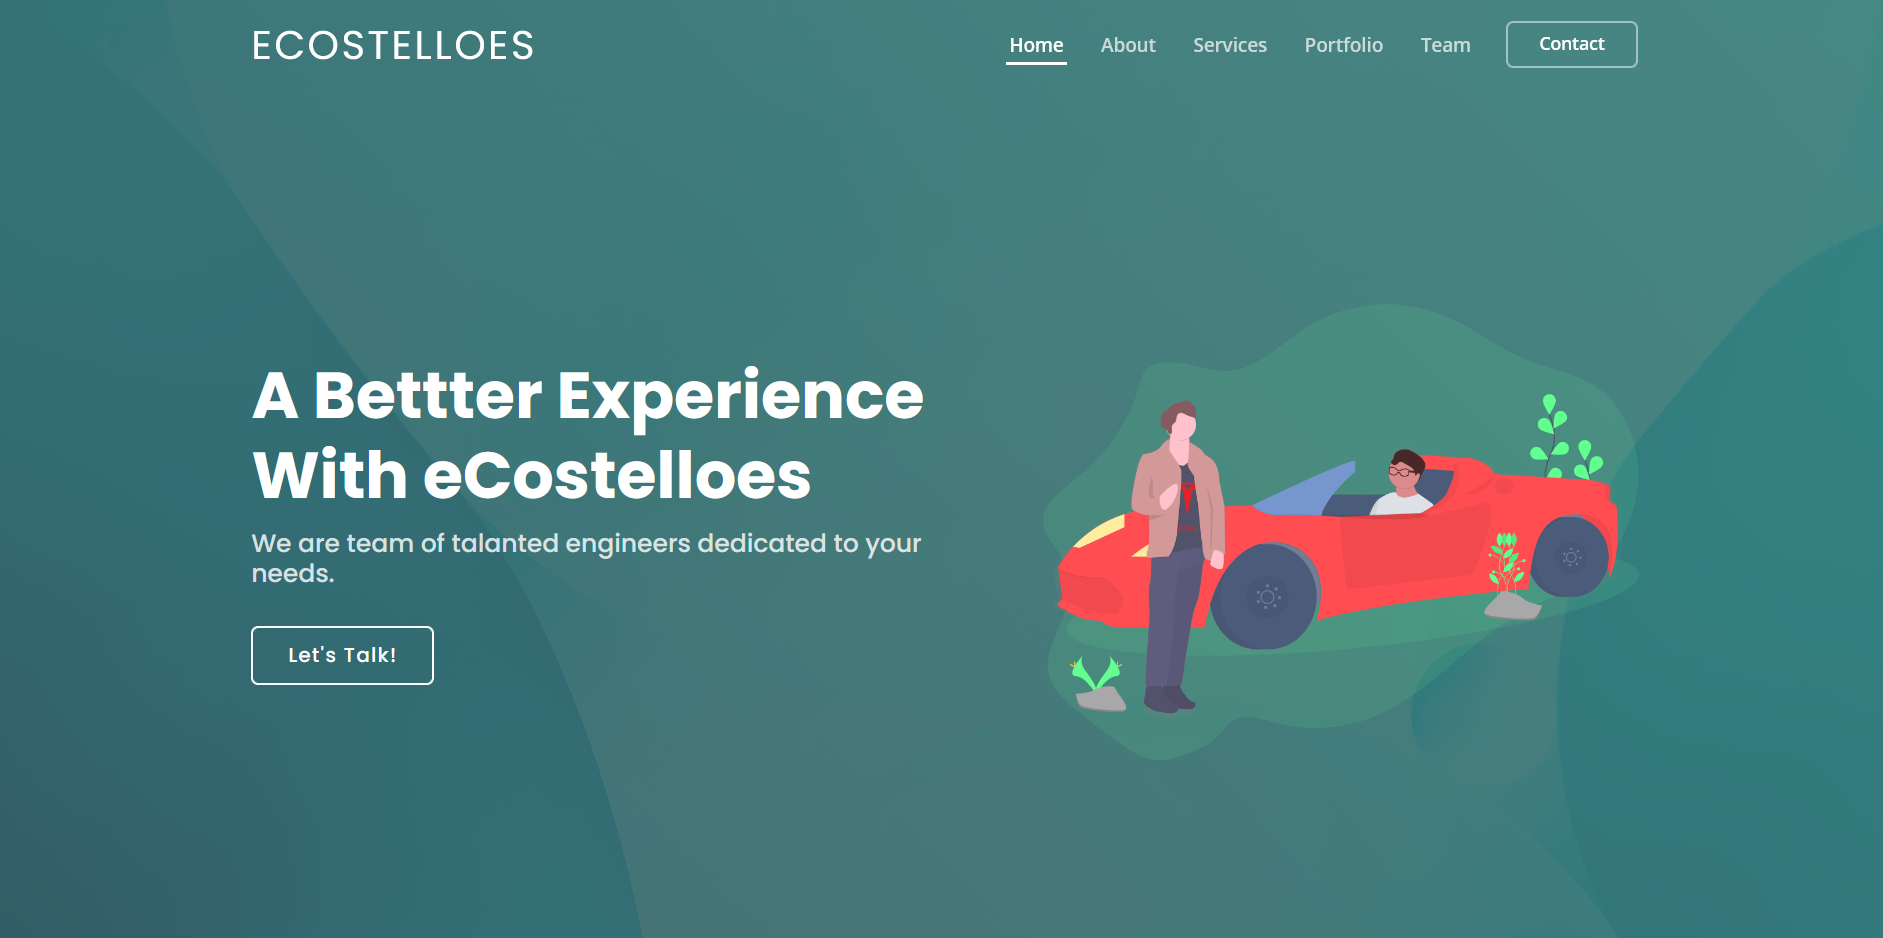 ECOSTELLOES
Home About Services Portfolio Team Contact
A Bettter Experience
With eCostelloes
We are team of talanted engineers dedicated to your
needs.
Let's Talk!